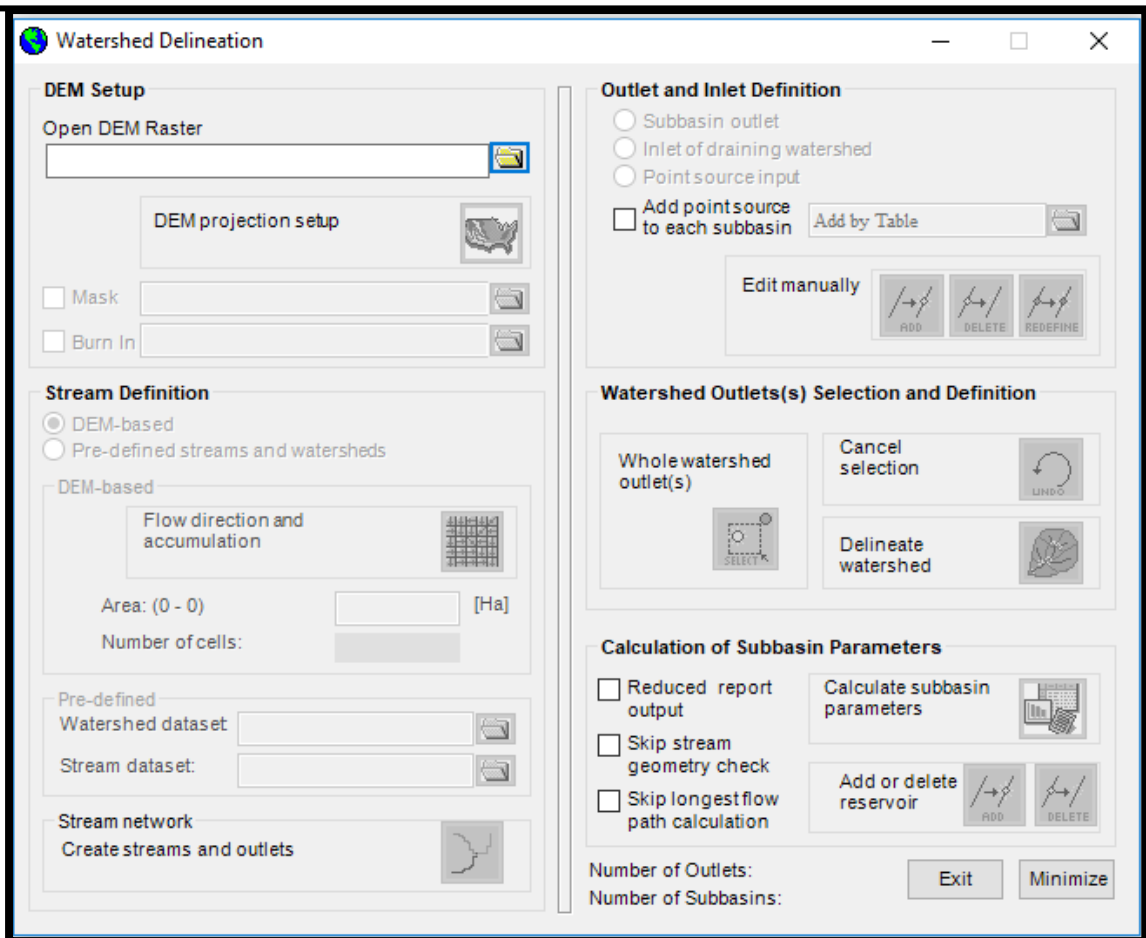 Watershed Delineation
DEM Setup
Open DEM Raster
DEM projection setup
Mask
Burn In
Stream Definition
DEM-based
Pre-defined streams and watersheds
DEM-based
Flow direction and
accumulation
Area: (0 - 0)
[Ha]
Number of cells:
Pre-defined
Watershed dataset
Stream dataset:
Stream network
Create streams and outlets
Outlet and Inlet Definition
Subbasin outlet
Inlet of draining watershed
Point source input
Add point source
to each subbasin
Add by Table
Edit manually
ADD
DELETE
REDEFINE
Watershed Outlets(s) Selection and Definition
Whole watershed
outlet(s)
SELECT
Cancel
selection
UNDO
Delineate
watershed
Calculation of Subbasin Parameters
Reduced report
output
Skip stream
geometry check
Skip longest flow
path calculation
Calculate subbasin
parameters
Add or delete
reservoir
ADD
DELETE
Number of Outlets:
Number of Subbasins:
Exit
Minimize